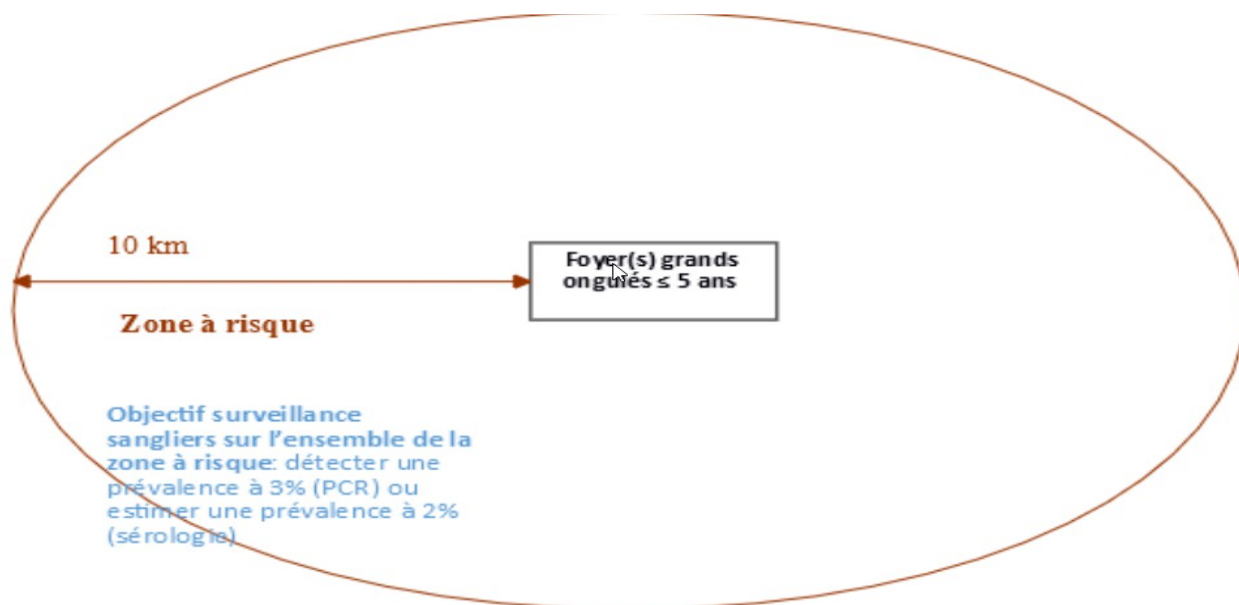 10 km
Foyer(s) grands
ongulés ≤ 5 ans
Zone à risque
Objectif surveillance
sangliers sur l'ensemble de la
zone à risque: détecter une
prévalence à 3% (PCR) ou
estimer une prévalence à 2%
(sérologie)